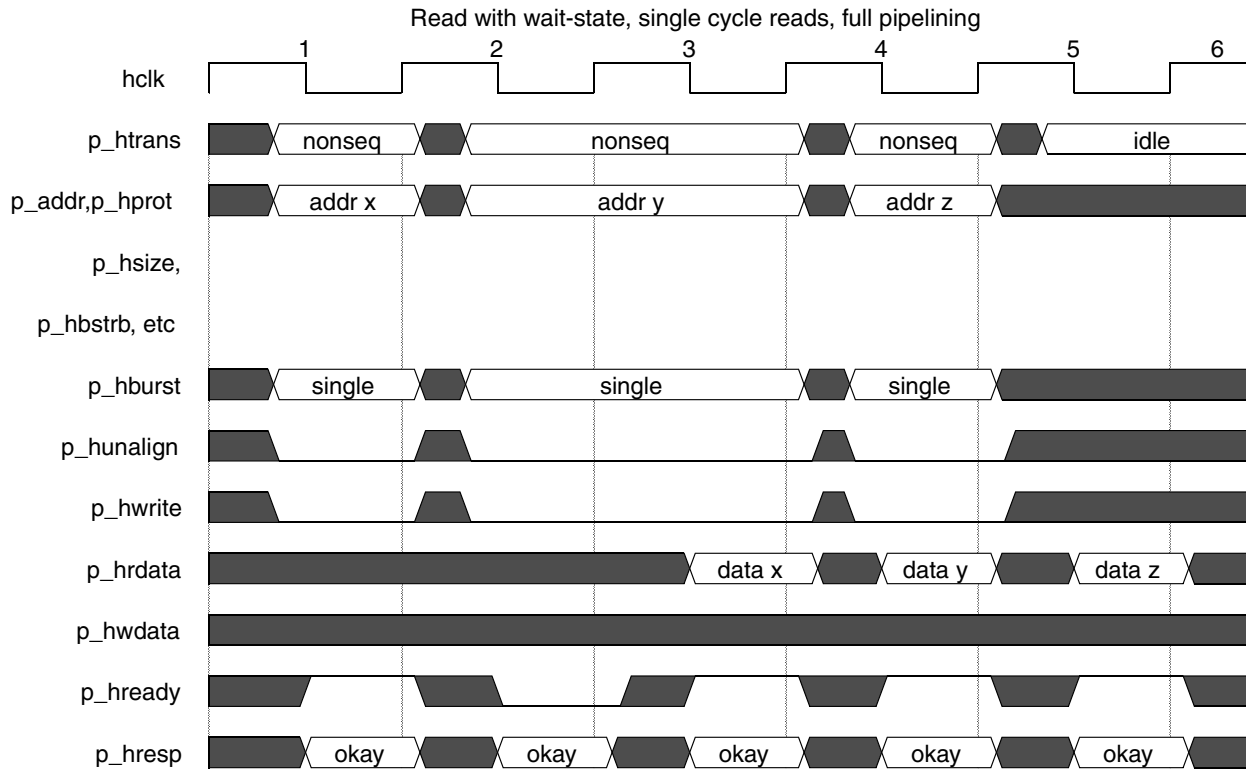 Read with wait-state, single cycle reads, full pipelining
1 2 3 4 5 6
hclk
p_htrans nonseq nonseq nonseq idle
p_addr,p_hprot addr x addr y addr z
p_hsize,
p_hbstrb, etc
p_hburst single single single
p_hunalign
p_hwrite
p_hrdata data x data y data z
p_hwdata
p_hready
p_hresp okay okay okay okay okay